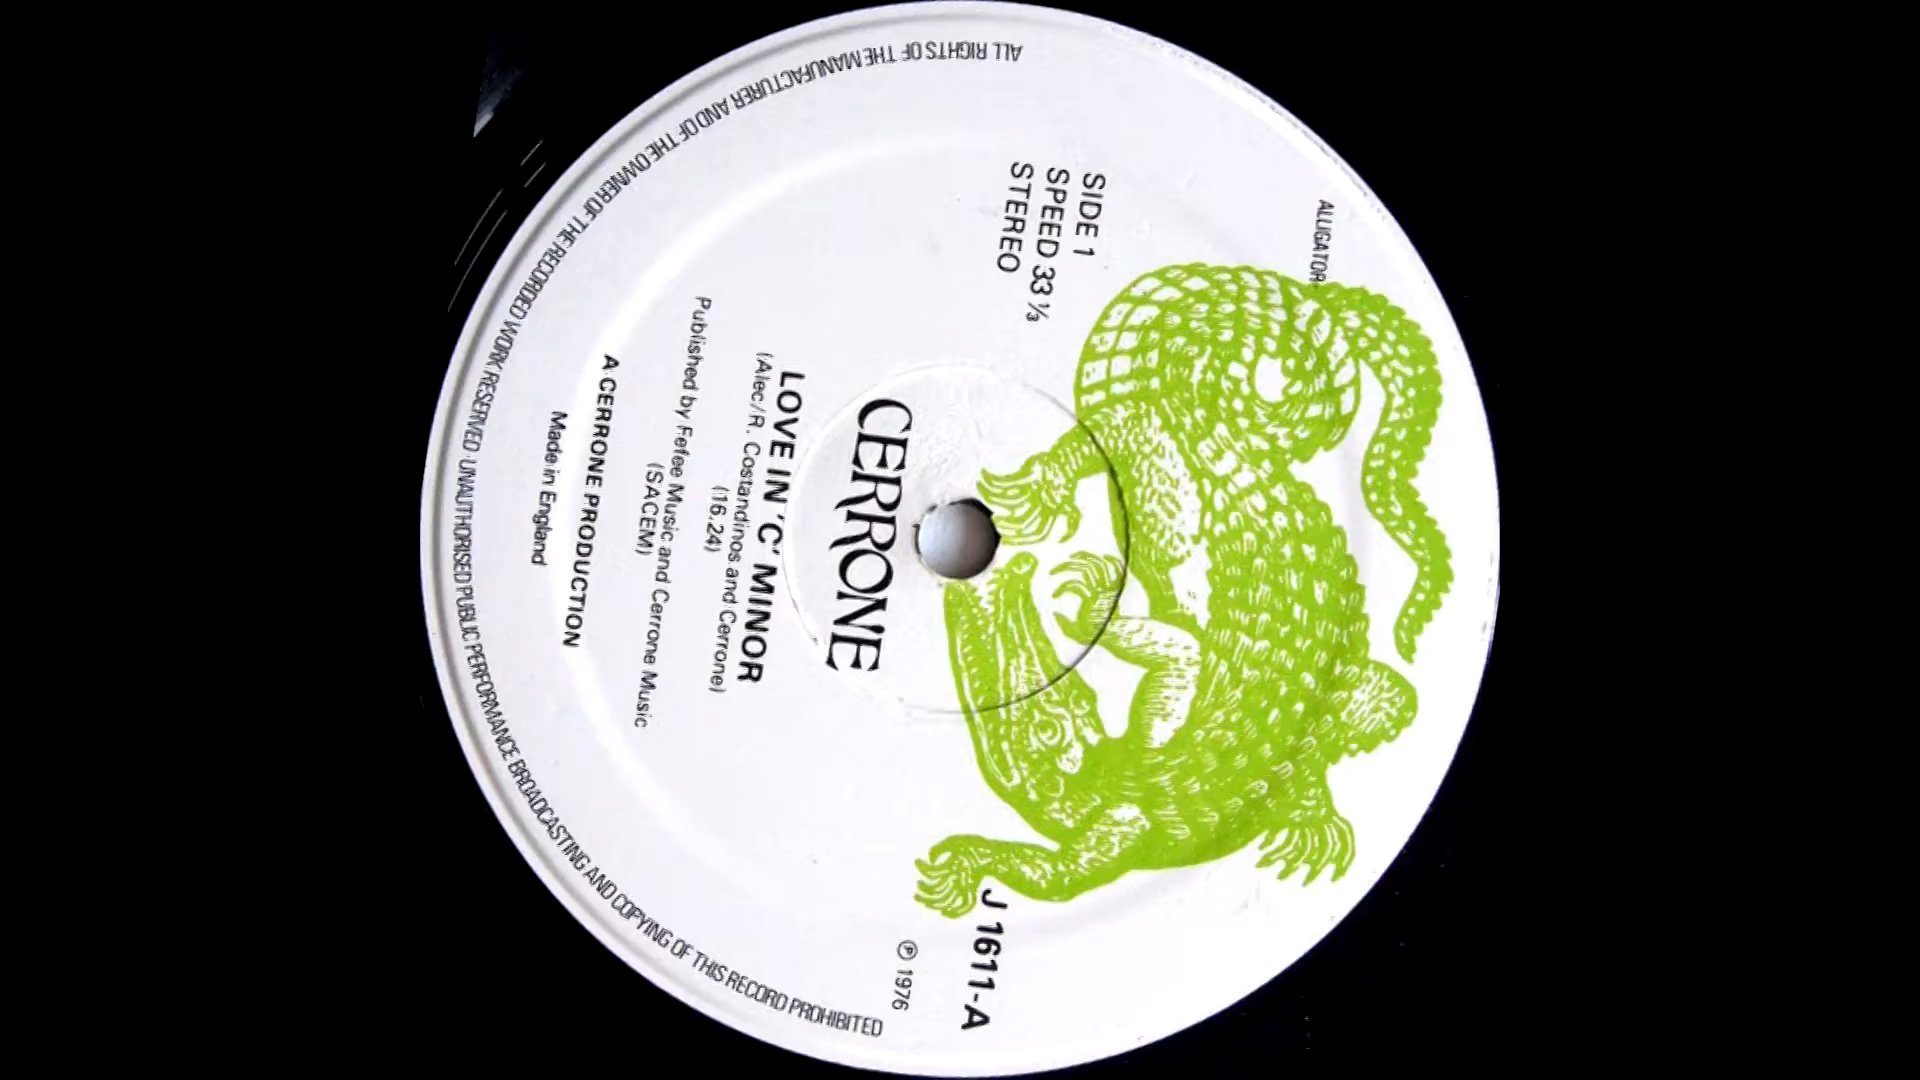 ALLIGATOR
SIDE 1
SPEED 33 ⅓
STEREO
J 1611-A
℗ 1976
CERRONE
LOVE IN 'C' MINOR
(Alec/R. Costandinos and Cerrone)
(16.24)
Published by Fefee Music and Cerrone Music
(SACEM)
A CERRONE PRODUCTION
Made in England
ALL RIGHTS OF THE MANUFACTURER AND OF THE OWNER OF THE RECORDED WORK RESERVED · UNAUTHORISED PUBLIC PERFORMANCE BROADCASTING AND COPYING OF THIS RECORD PROHIBITED